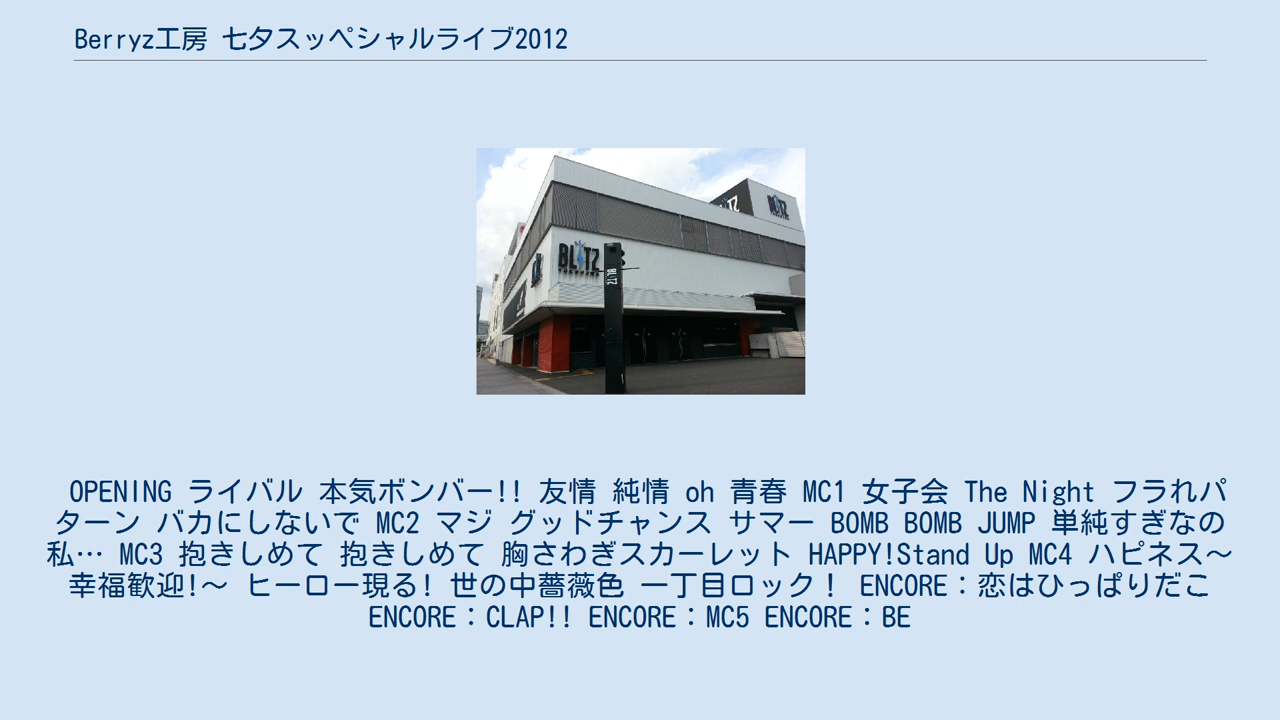 Berryz工房 七夕スッペシャルライブ2012
BLITZ
BLITZ
BLITZ
OPENING ライバル 本気ボンバー!! 友情 純情 oh 青春 MC1 女子会 The Night フラれパ
ターン バカにしないで MC2 マジ グッドチャンス サマー BOMB BOMB JUMP 単純すぎなの
私… MC3 抱きしめて 抱きしめて 胸さわぎスカーレット HAPPY!Stand Up MC4 ハピネス～
幸福歓迎!～ ヒーロー現る! 世の中薔薇色 一丁目ロック！ ENCORE：恋はひっぱりだこ
ENCORE：CLAP!! ENCORE：MC5 ENCORE：BE